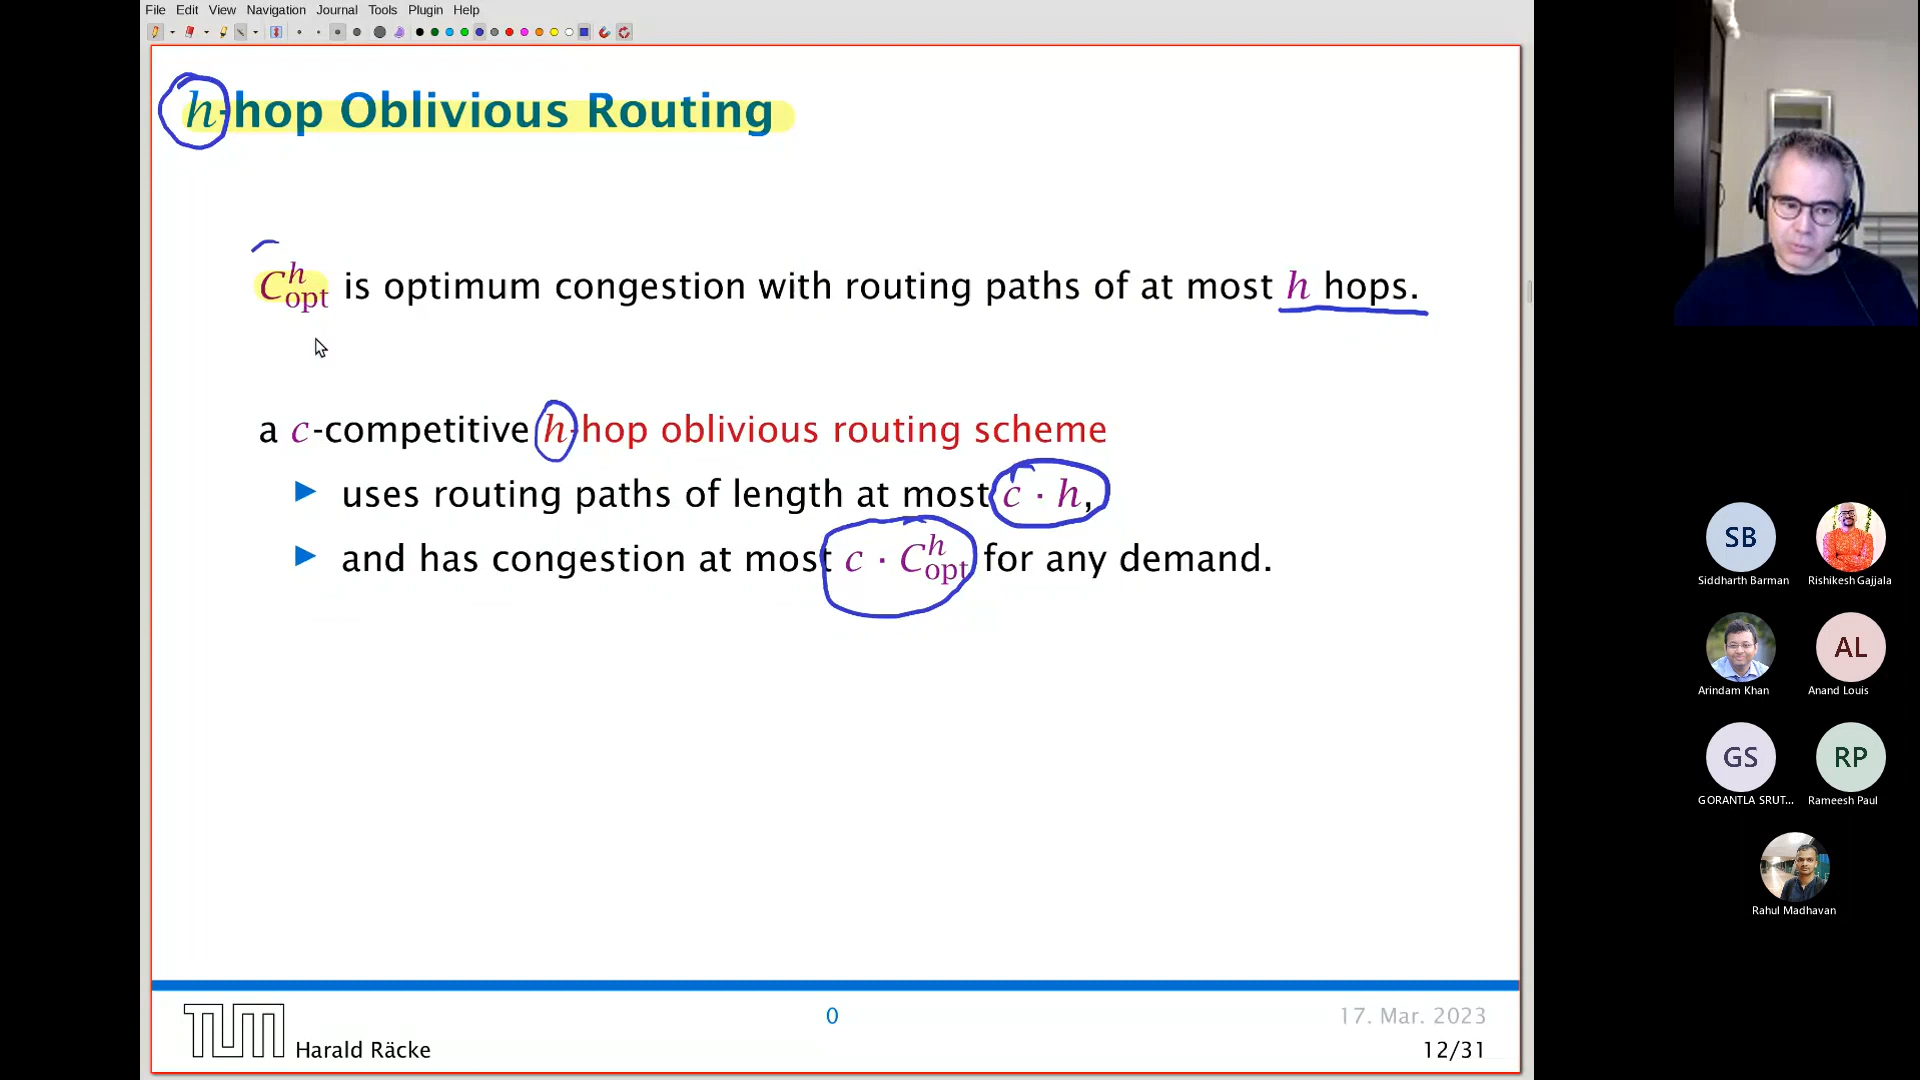 File Edit View Navigation Journal Tools Plugin Help
h-hop Oblivious Routing
C^h_opt is optimum congestion with routing paths of at most h hops.
a c-competitive h-hop oblivious routing scheme
▶ uses routing paths of length at most c · h,
▶ and has congestion at most c · C^h_opt for any demand.
TUM
Harald Räcke
0
17. Mar. 2023
12/31
SB
Siddharth Barman
Rishikesh Gajjala
Arindam Khan
AL
Anand Louis
GS
GORANTLA SRUT...
RP
Rameesh Paul
Rahul Madhavan